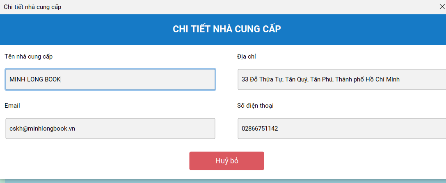 Chi tiết nhà cung cấp
CHI TIẾT NHÀ CUNG CẤP
Tên nhà cung cấp
Địa chỉ
MINH LONG BOOK
33 Đỗ Thừa Tự, Tân Quý, Tân Phú, Thành phố Hồ Chí Minh
Email
Số điện thoại
cskh@minhlongbook.vn
02866751142
Huỷ bỏ